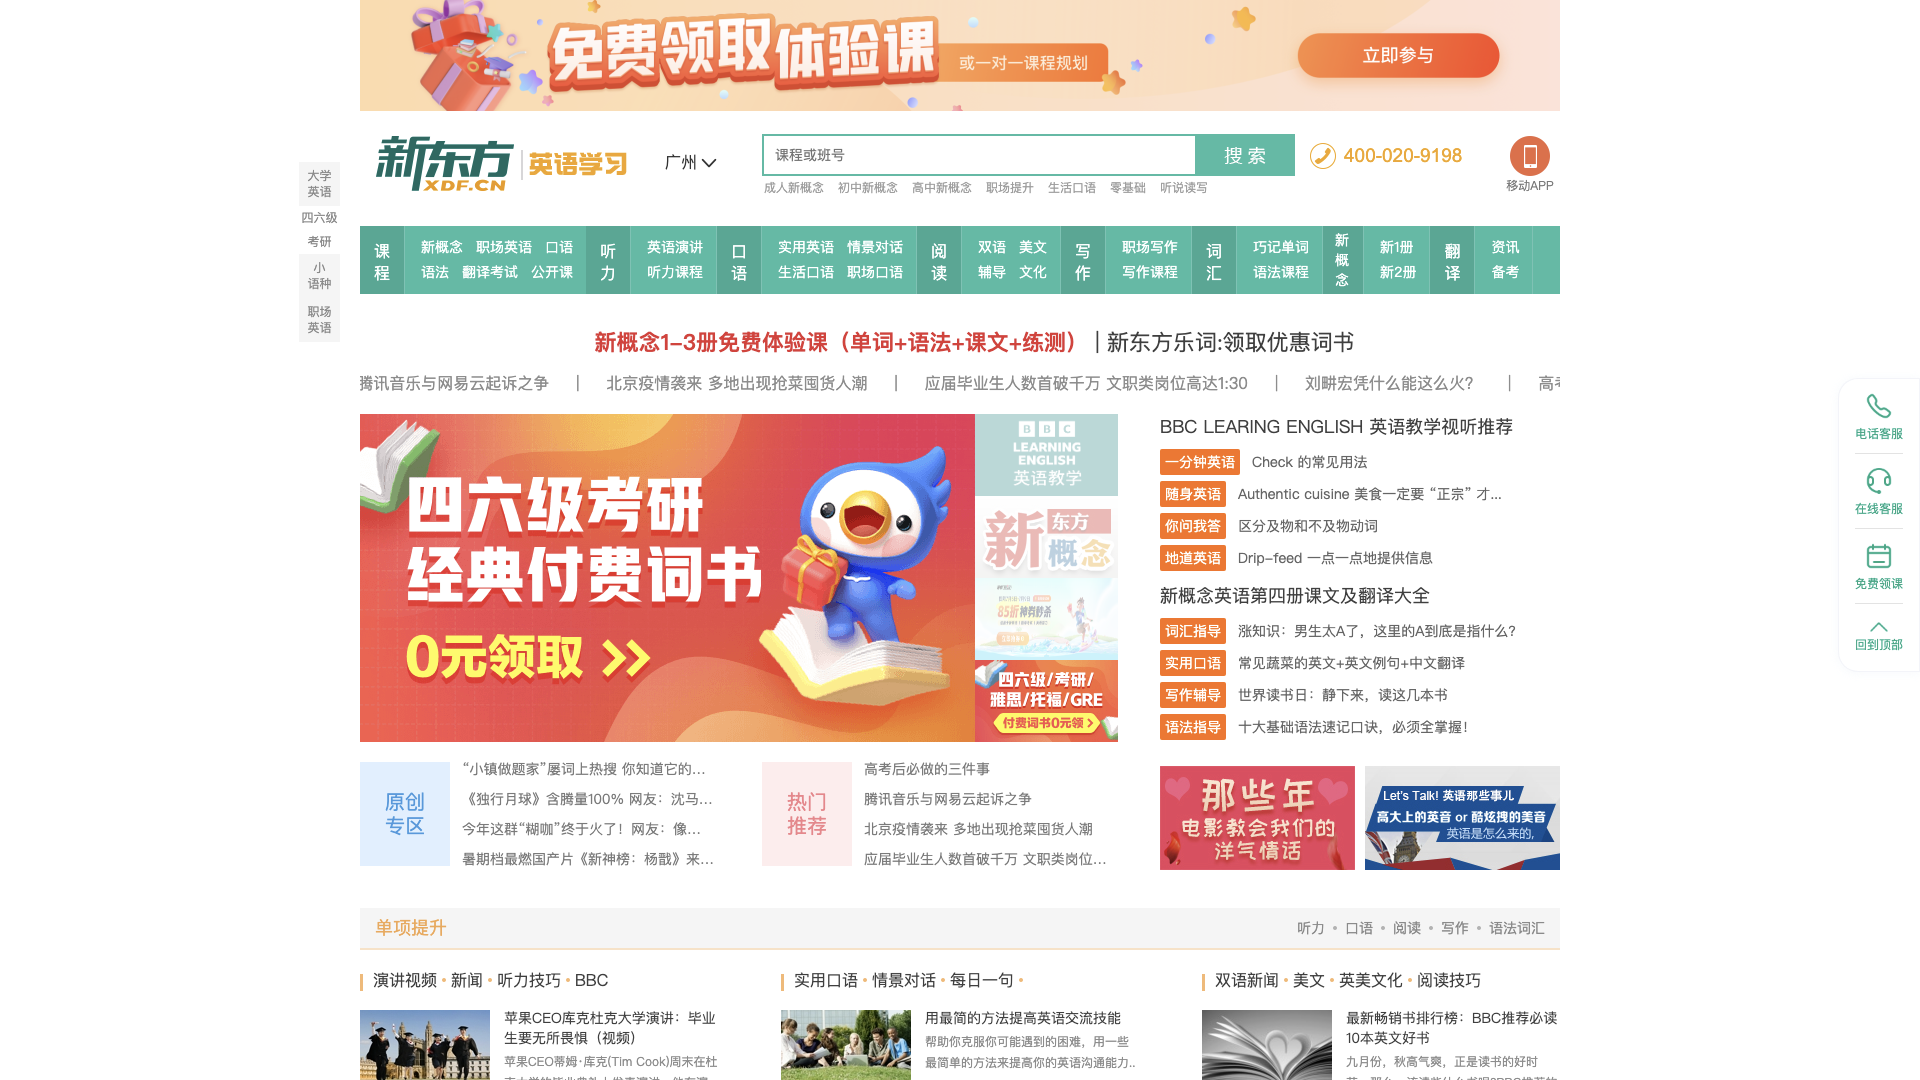 免费领取体验课
或一对一课程规划
立即参与
新东方
XDF.CN
英语学习
广州
课程或班号
搜 索
400-020-9198
移动APP
成人新概念 初中新概念 高中新概念 职场提升 生活口语 零基础 听说读写
大学
英语
四六级
考研
小
语种
职场
英语
课程
新概念 职场英语 口语
语法 翻译考试 公开课
听力
英语演讲
听力课程
口语
实用英语 情景对话
生活口语 职场口语
阅读
双语 美文
辅导 文化
写作
职场写作
写作课程
词汇
巧记单词
语法课程
新概念
新1册
新2册
翻译
资讯
备考
新概念1-3册免费体验课（单词+语法+课文+练测） | 新东方乐词:领取优惠词书
腾讯音乐与网易云起诉之争 | 北京疫情袭来 多地出现抢菜囤货人潮 | 应届毕业生人数首破千万 文职类岗位高达1:30 | 刘畊宏凭什么能这么火? | 高考
四六级考研
经典付费词书
0元领取 >>
BBC
LEARNING
ENGLISH
英语教学
新东方
概念
85折神券秒杀
四六级/考研/
雅思/托福/GRE
付费词书0元领 >
BBC LEARING ENGLISH 英语教学视听推荐
一分钟英语 Check 的常见用法
随身英语 Authentic cuisine 美食一定要 “正宗” 才...
你问我答 区分及物和不及物动词
地道英语 Drip-feed 一点一点地提供信息
新概念英语第四册课文及翻译大全
词汇指导 涨知识：男生太A了，这里的A到底是指什么?
实用口语 常见蔬菜的英文+英文例句+中文翻译
写作辅导 世界读书日：静下来，读这几本书
语法指导 十大基础语法速记口诀，必须全掌握！
电话客服
在线客服
免费领课
回到顶部
原创
专区
“小镇做题家”屡词上热搜 你知道它的...
《独行月球》含腾量100% 网友：沈马...
今年这群“糊咖”终于火了！网友：像...
暑期档最燃国产片《新神榜：杨戬》来...
热门
推荐
高考后必做的三件事
腾讯音乐与网易云起诉之争
北京疫情袭来 多地出现抢菜囤货人潮
应届毕业生人数首破千万 文职类岗位...
那些年
电影教会我们的
洋气情话
Let's Talk! 英语那些事儿
高大上的英音 or 酷炫拽的美音
英语是怎么来的,
单项提升
听力 • 口语 • 阅读 • 写作 • 语法词汇
演讲视频 • 新闻 • 听力技巧 • BBC
苹果CEO库克杜克大学演讲：毕业
生要无所畏惧（视频）
苹果CEO蒂姆·库克(Tim Cook)周末在杜
实用口语 • 情景对话 • 每日一句 •
用最简的方法提高英语交流技能
帮助你克服你可能遇到的困难，用一些
最简单的方法来提高你的英语沟通能力..
双语新闻 • 美文 • 英美文化 • 阅读技巧
最新畅销书排行榜：BBC推荐必读
10本英文好书
九月份，秋高气爽，正是读书的好时